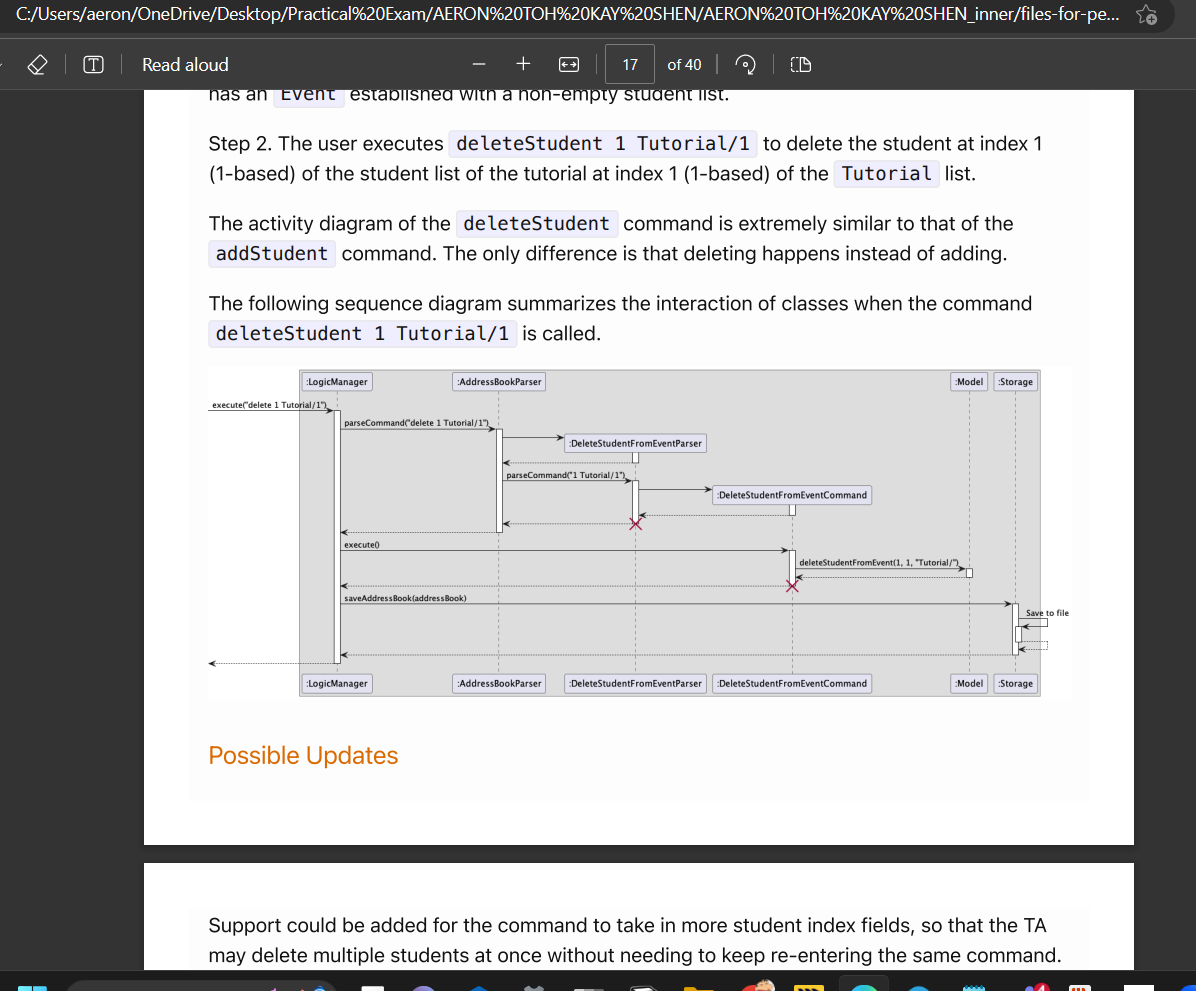 C:/Users/aeron/OneDrive/Desktop/Practical%20Exam/AERON%20TOH%20KAY%20SHEN/AERON%20TOH%20KAY%20SHEN_inner/files-for-pe...
Read aloud
17
of 40
has an Event established with a non-empty student list.
Step 2. The user executes deleteStudent 1 Tutorial/1 to delete the student at index 1
(1-based) of the student list of the tutorial at index 1 (1-based) of the Tutorial list.
The activity diagram of the deleteStudent command is extremely similar to that of the
addStudent command. The only difference is that deleting happens instead of adding.
The following sequence diagram summarizes the interaction of classes when the command
deleteStudent 1 Tutorial/1 is called.
:LogicManager :AddressBookParser :Model :Storage
execute("delete 1 Tutorial/1")
parseCommand("delete 1 Tutorial/1")
:DeleteStudentFromEventParser
parseCommand("1 Tutorial/1")
:DeleteStudentFromEventCommand
execute()
deleteStudentFromEvent(1, 1, "Tutorial/")
saveAddressBook(addressBook)
Save to file
:LogicManager :AddressBookParser :DeleteStudentFromEventParser :DeleteStudentFromEventCommand :Model :Storage
Possible Updates
Support could be added for the command to take in more student index fields, so that the TA
may delete multiple students at once without needing to keep re-entering the same command.
4